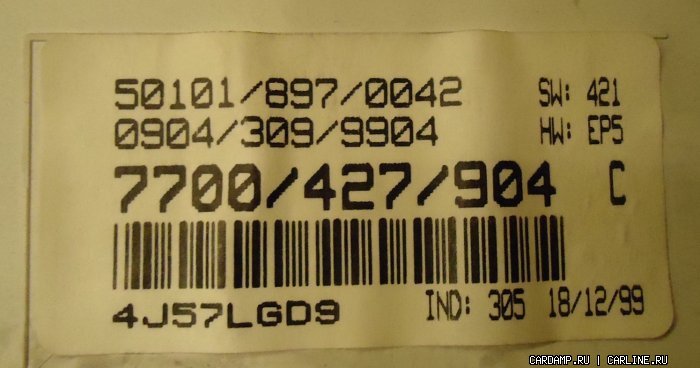 50101/897/0042 SW: 421
0904/309/9904 HW: EP5
7700/427/904 C
4J57LGD9 IND: 305 18/12/99
CARDAMP.RU | CARLINE.RU